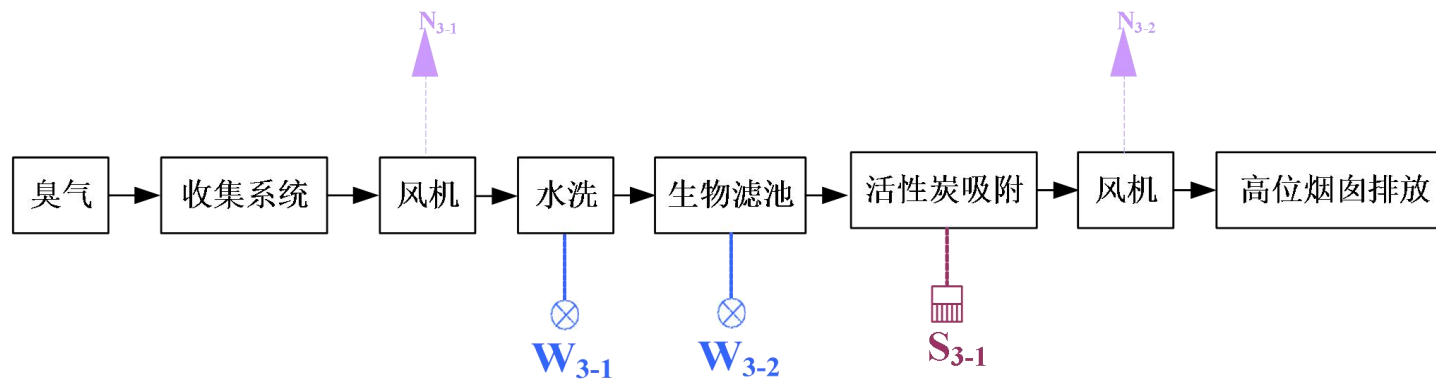 N3-1
N3-2
臭气
收集系统
风机
水洗
生物滤池
活性炭吸附
风机
高位烟囱排放
W3-1
W3-2
S3-1